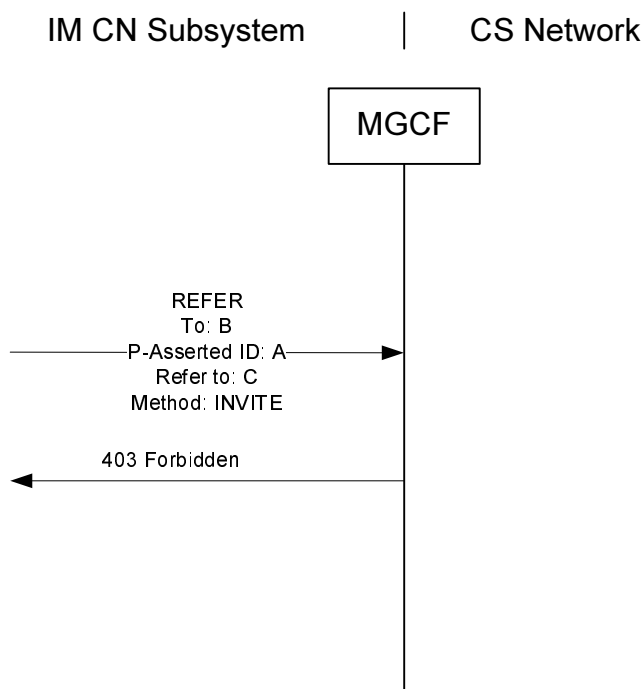 IM CN Subsystem | CS Network
MGCF
REFER
To: B
P-Asserted ID: A
Refer to: C
Method: INVITE
403 Forbidden